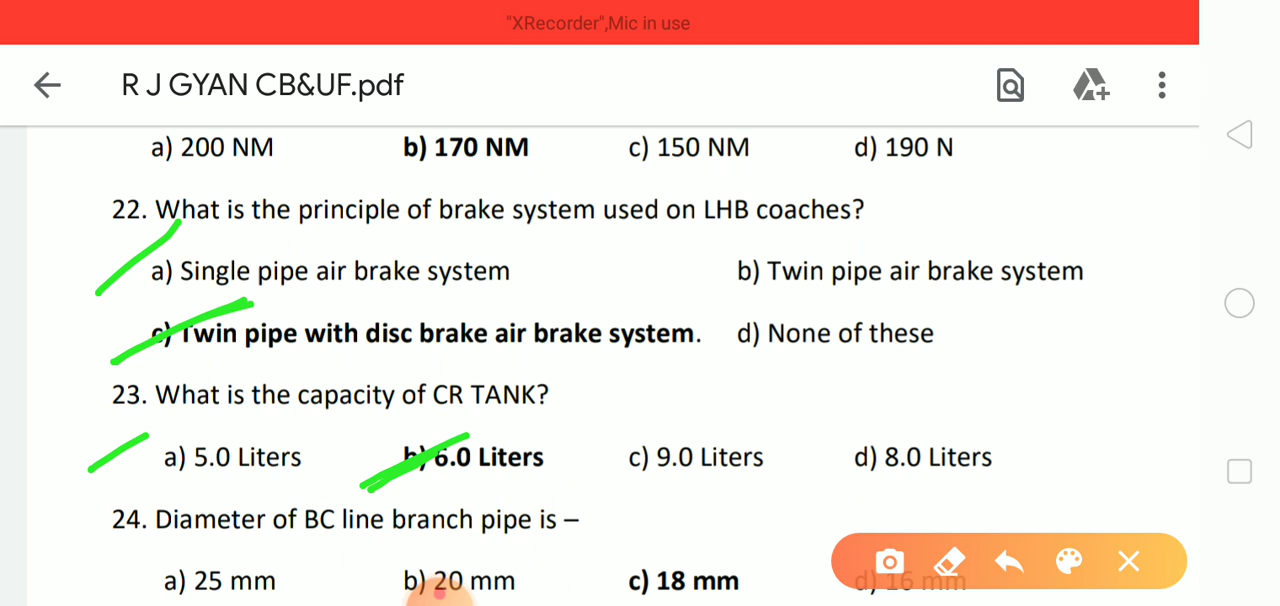 "XRecorder",Mic in use
R J GYAN CB&UF.pdf
a) 200 NM b) 170 NM c) 150 NM d) 190 N
22. What is the principle of brake system used on LHB coaches?
a) Single pipe air brake system b) Twin pipe air brake system
c) Twin pipe with disc brake air brake system. d) None of these
23. What is the capacity of CR TANK?
a) 5.0 Liters b) 6.0 Liters c) 9.0 Liters d) 8.0 Liters
24. Diameter of BC line branch pipe is –
a) 25 mm b) 20 mm c) 18 mm d) 16 mm